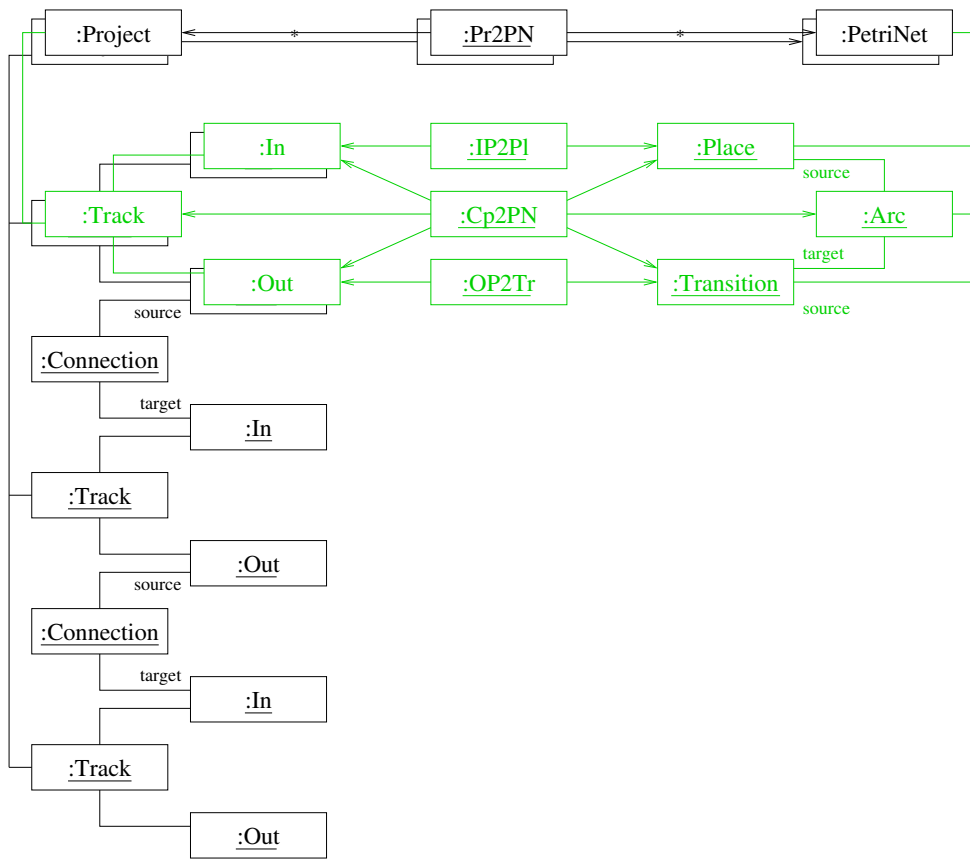 :Project
*
:Pr2PN
*
:PetriNet
:In
:IP2Pl
:Place
source
:Track
:Cp2PN
:Arc
target
:Out
:OP2Tr
:Transition
source
source
:Connection
target
:In
:Track
:Out
source
:Connection
target
:In
:Track
:Out